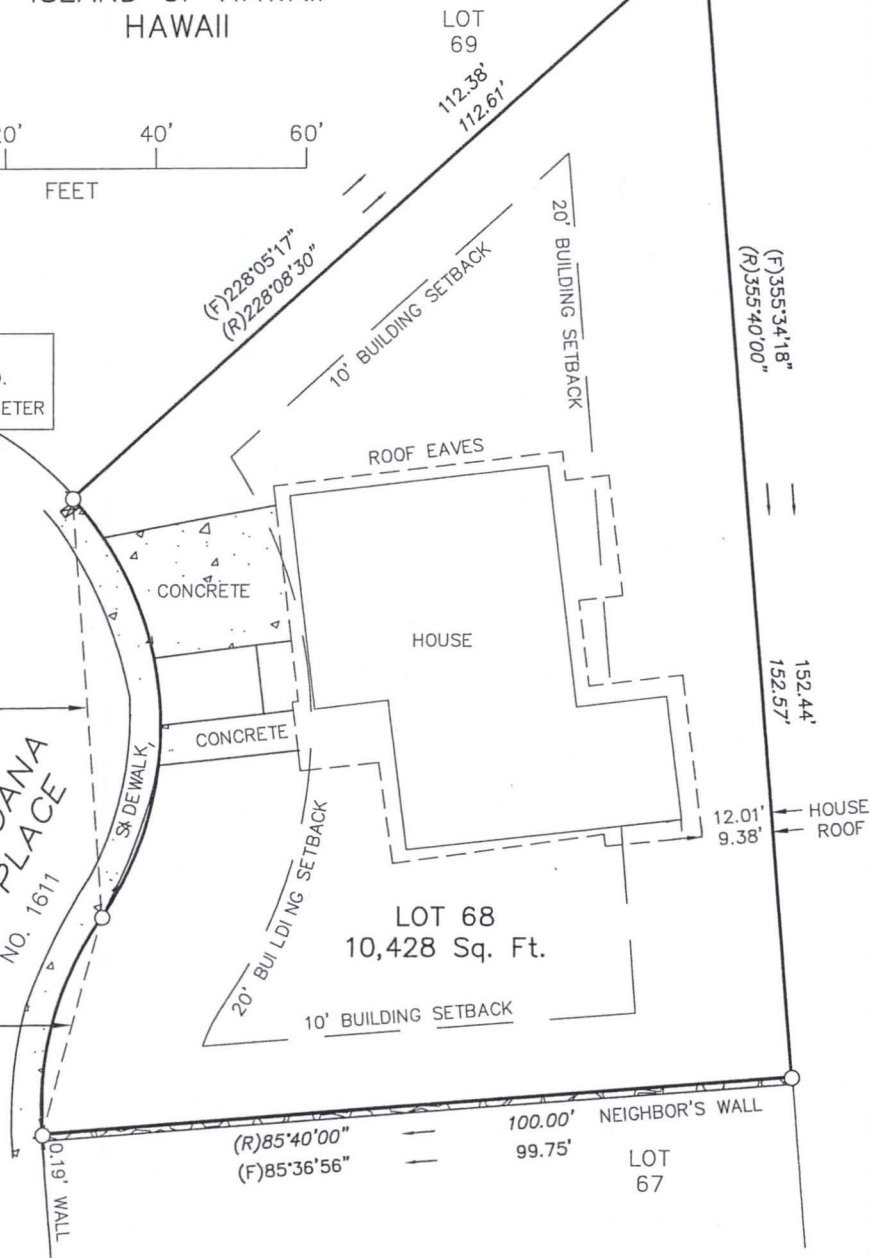 HAWAII
LOT
69
112.38'
112.61'
40'
60'
FEET
(F)228°05'17"
(R)228°08'30"
10' BUILDING SETBACK
20' BUILDING SETBACK
(F)355°34'18"
(R)355°40'00"
ETER
ROOF EAVES
CONCRETE
HOUSE
152.44'
152.57'
CONCRETE
SIDEWALK
PLACE
NO. 1611
12.01'
HOUSE
9.38'
ROOF
20' BUILDING SETBACK
LOT 68
10,428 Sq. Ft.
10' BUILDING SETBACK
(R)85°40'00"
100.00'
NEIGHBOR'S WALL
(F)85°36'56"
99.75'
LOT
67
0.19' WALL